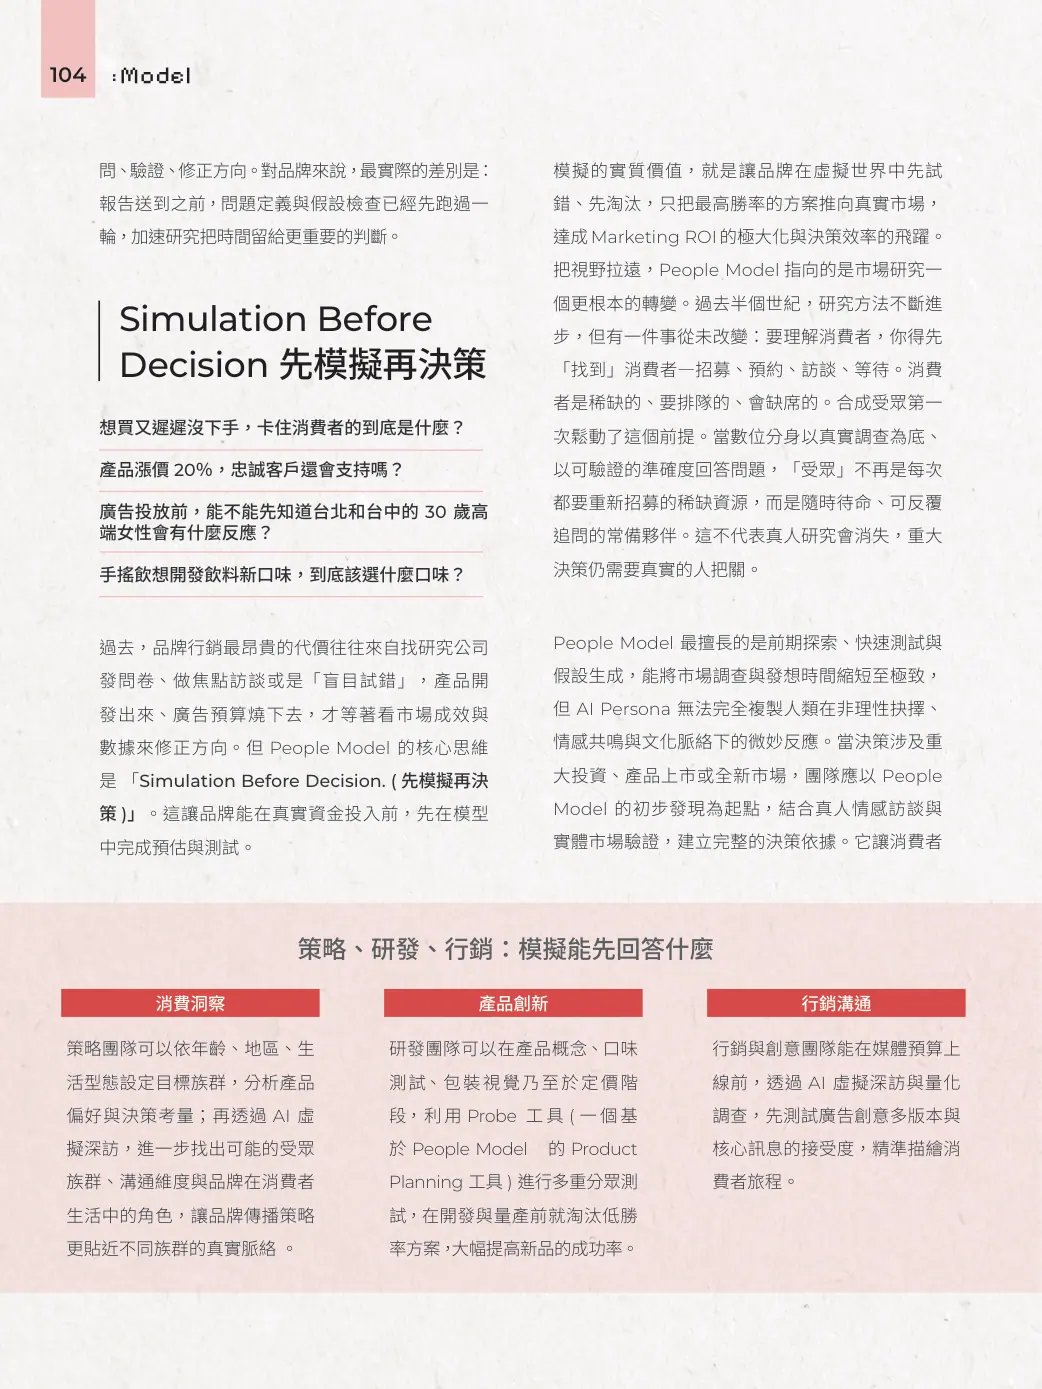 104
:Model
問、驗證、修正方向。對品牌來說，最實際的差別是：
報告送到之前，問題定義與假設檢查已經先跑過一
輪，加速研究把時間留給更重要的判斷。
Simulation Before
Decision 先模擬再決策
想買又遲遲沒下手，卡住消費者的到底是什麼？
產品漲價 20%，忠誠客戶還會支持嗎？
廣告投放前，能不能先知道台北和台中的 30 歲高
端女性會有什麼反應？
手搖飲想開發飲料新口味，到底該選什麼口味？
過去，品牌行銷最昂貴的代價往往來自找研究公司
發問卷、做焦點訪談或是「盲目試錯」，產品開
發出來、廣告預算燒下去，才等著看市場成效與
數據來修正方向。但 People Model 的核心思維
是 「Simulation Before Decision. ( 先模擬再決
策 )」。這讓品牌能在真實資金投入前，先在模型
中完成預估與測試。
模擬的實質價值，就是讓品牌在虛擬世界中先試
錯、先淘汰，只把最高勝率的方案推向真實市場，
達成 Marketing ROI 的極大化與決策效率的飛躍。
把視野拉遠，People Model 指向的是市場研究一
個更根本的轉變。過去半個世紀，研究方法不斷進
步，但有一件事從未改變：要理解消費者，你得先
「找到」消費者—招募、預約、訪談、等待。消費
者是稀缺的、要排隊的、會缺席的。合成受眾第一
次鬆動了這個前提。當數位分身以真實調查為底、
以可驗證的準確度回答問題，「受眾」不再是每次
都要重新招募的稀缺資源，而是隨時待命、可反覆
追問的常備夥伴。這不代表真人研究會消失，重大
決策仍需要真實的人把關。
People Model 最擅長的是前期探索、快速測試與
假設生成，能將市場調查與發想時間縮短至極致，
但 AI Persona 無法完全複製人類在非理性抉擇、
情感共鳴與文化脈絡下的微妙反應。當決策涉及重
大投資、產品上市或全新市場，團隊應以 People
Model 的初步發現為起點，結合真人情感訪談與
實體市場驗證，建立完整的決策依據。它讓消費者
策略、研發、行銷：模擬能先回答什麼
消費洞察
策略團隊可以依年齡、地區、生
活型態設定目標族群，分析產品
偏好與決策考量；再透過 AI 虛
擬深訪，進一步找出可能的受眾
族群、溝通維度與品牌在消費者
生活中的角色，讓品牌傳播策略
更貼近不同族群的真實脈絡 。
產品創新
研發團隊可以在產品概念、口味
測試、包裝視覺乃至於定價階
段，利用 Probe 工具 ( 一個基
於 People Model 的 Product
Planning 工具 ) 進行多重分眾測
試，在開發與量產前就淘汰低勝
率方案，大幅提高新品的成功率。
行銷溝通
行銷與創意團隊能在媒體預算上
線前，透過 AI 虛擬深訪與量化
調查，先測試廣告創意多版本與
核心訊息的接受度，精準描繪消
費者旅程。